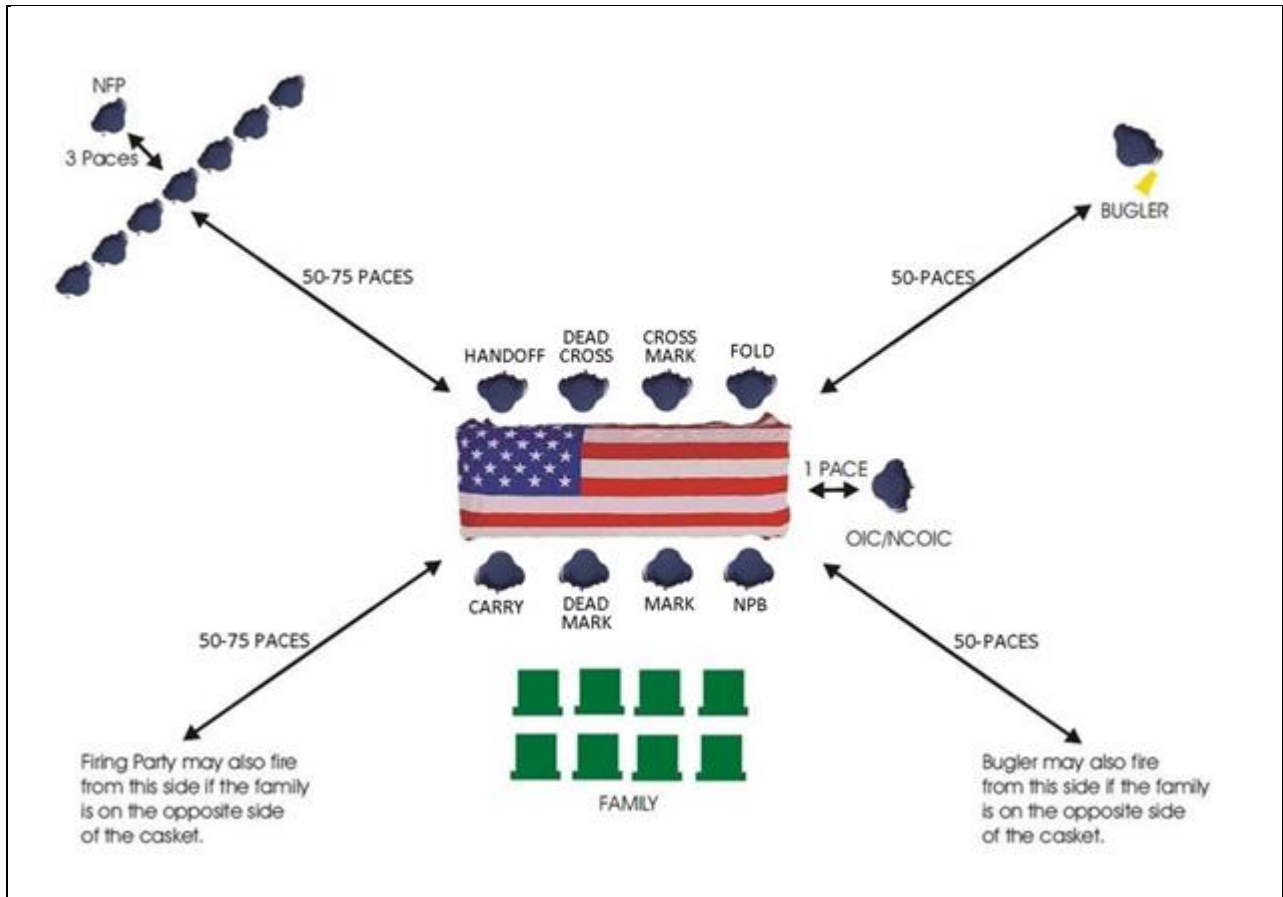 NFP
3 Paces
BUGLER
50-75 PACES
50-PACES
HANDOFF
DEAD
CROSS
CROSS
MARK
FOLD
1 PACE
OIC/NCOIC
CARRY
DEAD
MARK
MARK
NPB
50-75 PACES
50-PACES
Firing Party may also fire
from this side if the family
is on the opposite side
of the casket.
FAMILY
Bugler may also fire
from this side if the family
is on the opposite side
of the casket.